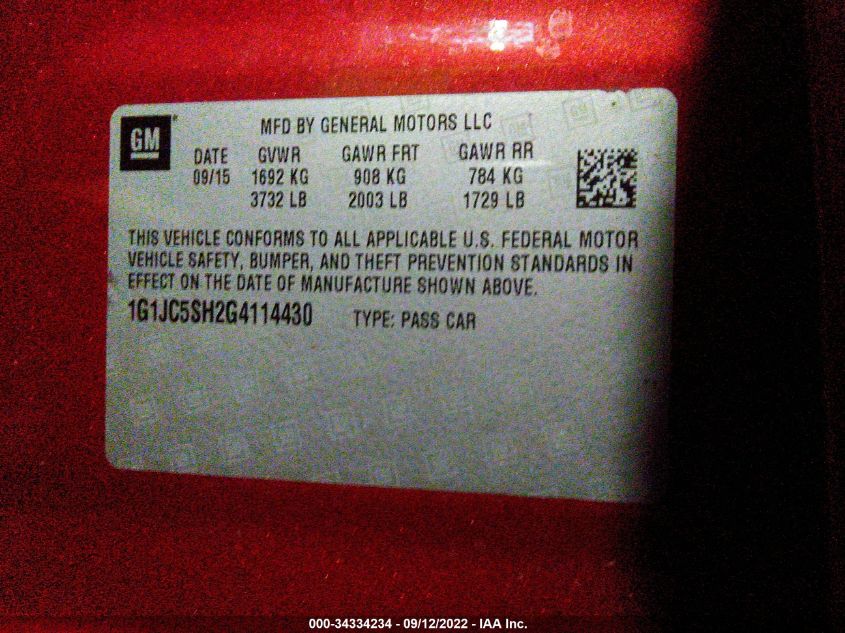 GM
MFD BY GENERAL MOTORS LLC
DATE GVWR GAWR FRT GAWR RR
09/15 1692 KG 908 KG 784 KG
3732 LB 2003 LB 1729 LB
THIS VEHICLE CONFORMS TO ALL APPLICABLE U.S. FEDERAL MOTOR
VEHICLE SAFETY, BUMPER, AND THEFT PREVENTION STANDARDS IN
EFFECT ON THE DATE OF MANUFACTURE SHOWN ABOVE.
1G1JC5SH2G4114430 TYPE: PASS CAR
000-34334234 - 09/12/2022 - IAA Inc.